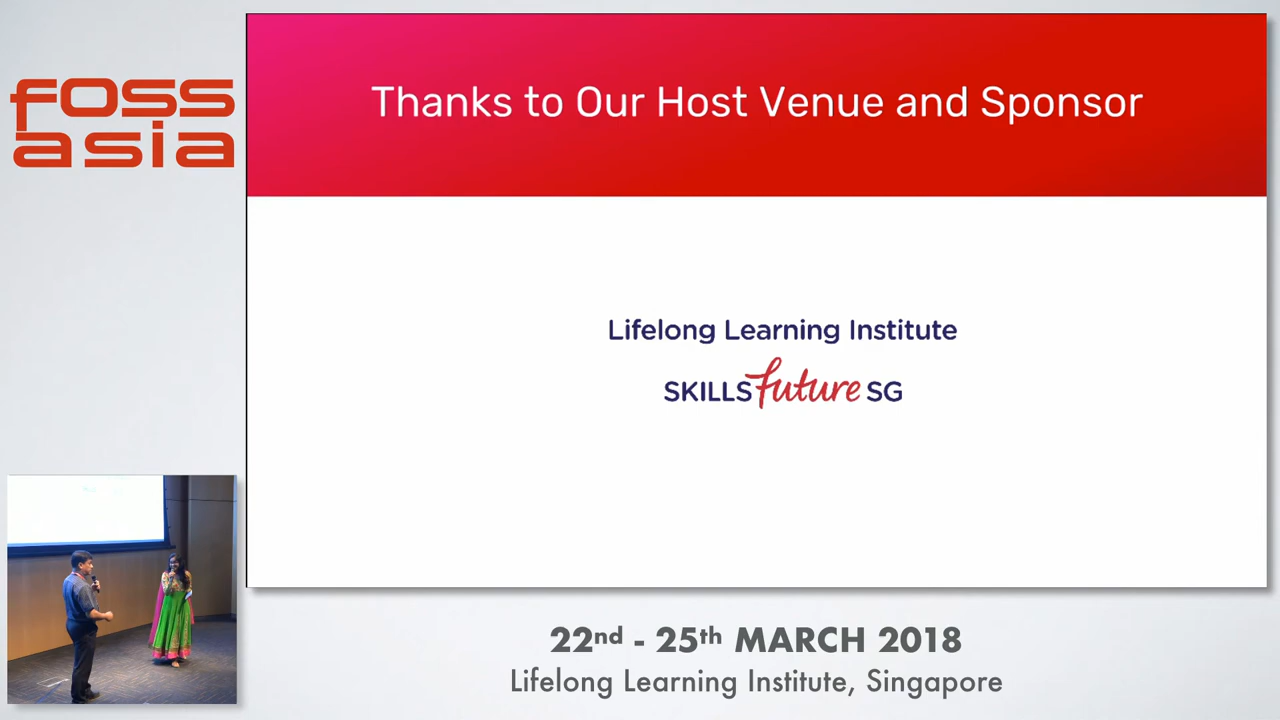 foss
asia
Thanks to Our Host Venue and Sponsor
Lifelong Learning Institute
SKILLSfuture SG
22nd - 25th MARCH 2018
Lifelong Learning Institute, Singapore